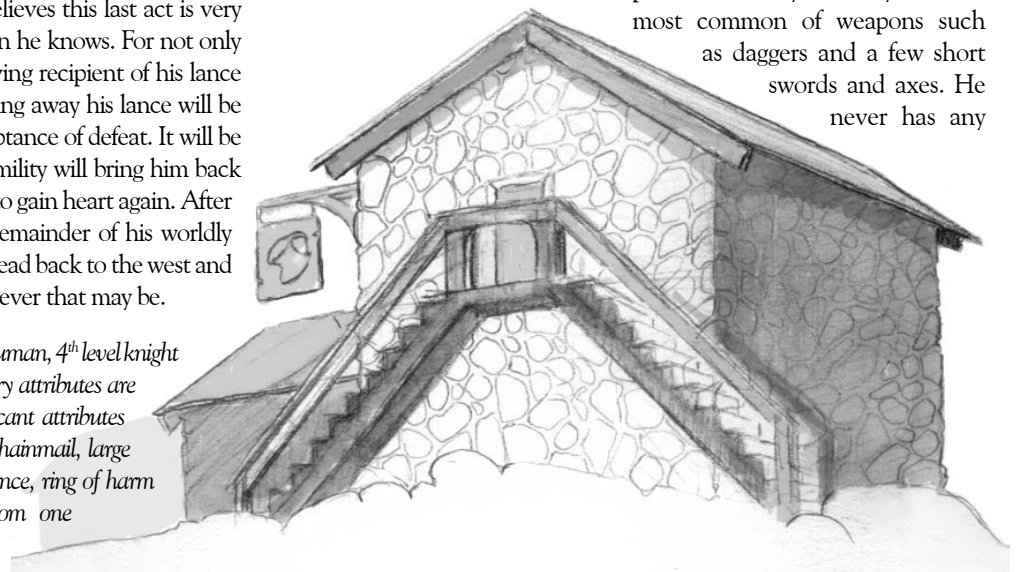 lieves this last act is very
n he knows. For not only
ing recipient of his lance
ng away his lance will be
ptance of defeat. It will be
mility will bring him back
to gain heart again. After
emainder of his worldly
ead back to the west and
ever that may be.
uman, 4th level knight
ry attributes are
cant attributes
hainmail, large
nce, ring of harm
om one
most common of weapons such
as daggers and a few short
swords and axes. He
never has any